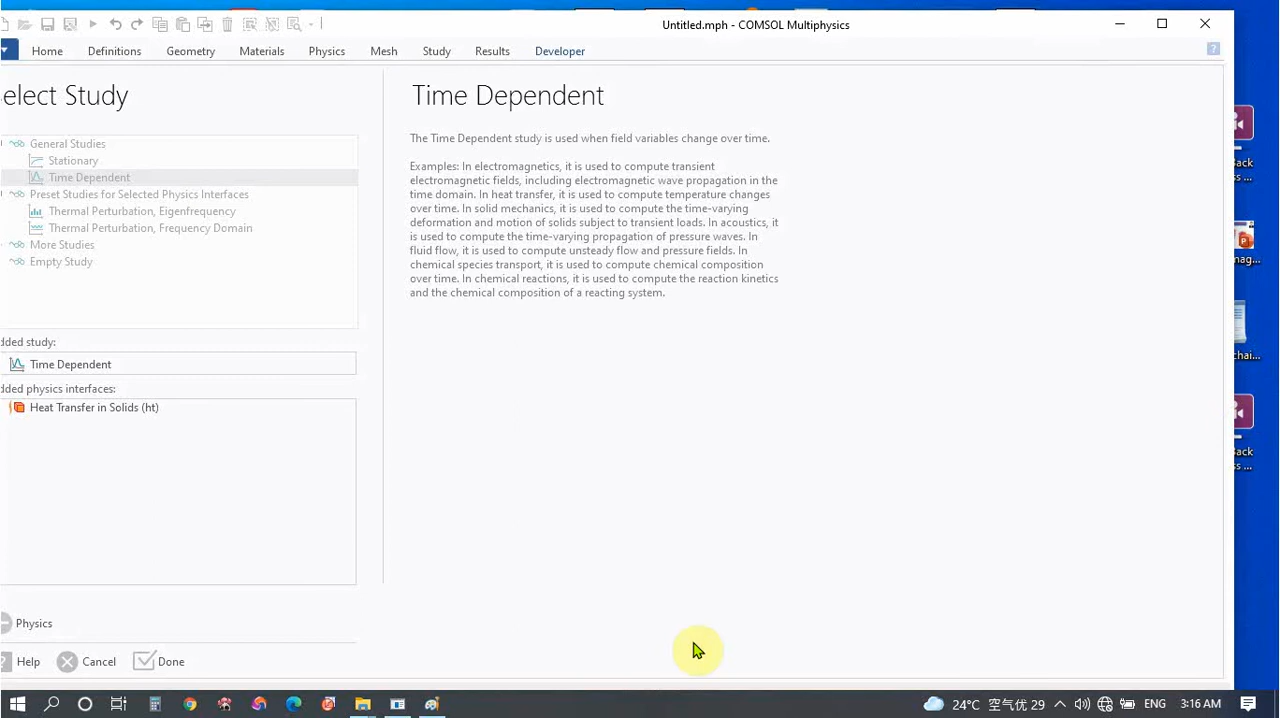 Untitled.mph - COMSOL Multiphysics
Home Definitions Geometry Materials Physics Mesh Study Results Developer
?
elect Study
Time Dependent
General Studies
Stationary
Time Dependent
Preset Studies for Selected Physics Interfaces
Thermal Perturbation, Eigenfrequency
Thermal Perturbation, Frequency Domain
More Studies
Empty Study
The Time Dependent study is used when field variables change over time.
Examples: In electromagnetics, it is used to compute transient
electromagnetic fields, including electromagnetic wave propagation in the
time domain. In heat transfer, it is used to compute temperature changes
over time. In solid mechanics, it is used to compute the time-varying
deformation and motion of solids subject to transient loads. In acoustics, it
is used to compute the time-varying propagation of pressure waves. In
fluid flow, it is used to compute unsteady flow and pressure fields. In
chemical species transport, it is used to compute chemical composition
over time. In chemical reactions, it is used to compute the reaction kinetics
and the chemical composition of a reacting system.
dded study:
Time Dependent
dded physics interfaces:
Heat Transfer in Solids (ht)
Physics
? Help Cancel Done
Back
ss ...
P
mag...
chai...
Back
ss ...
24°C 空气优 29 ENG 3:16 AM